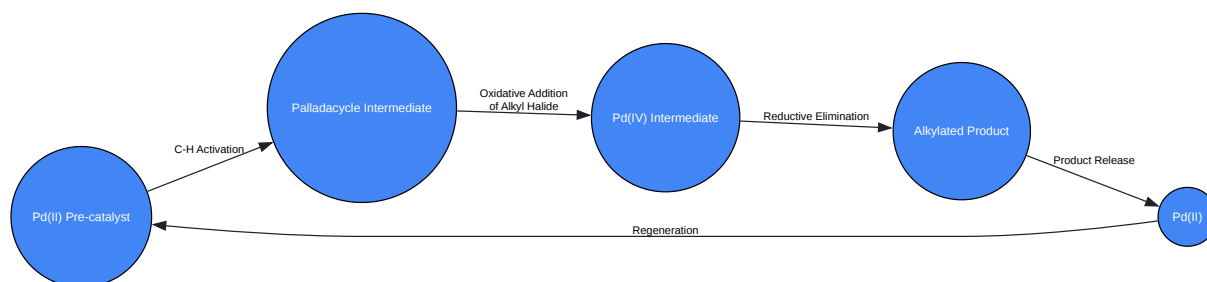 Pd(II) Pre-catalyst
C-H Activation
Palladacycle Intermediate
Oxidative Addition
of Alkyl Halide
Pd(IV) Intermediate
Reductive Elimination
Alkylated Product
Product Release
Pd(II)
Regeneration